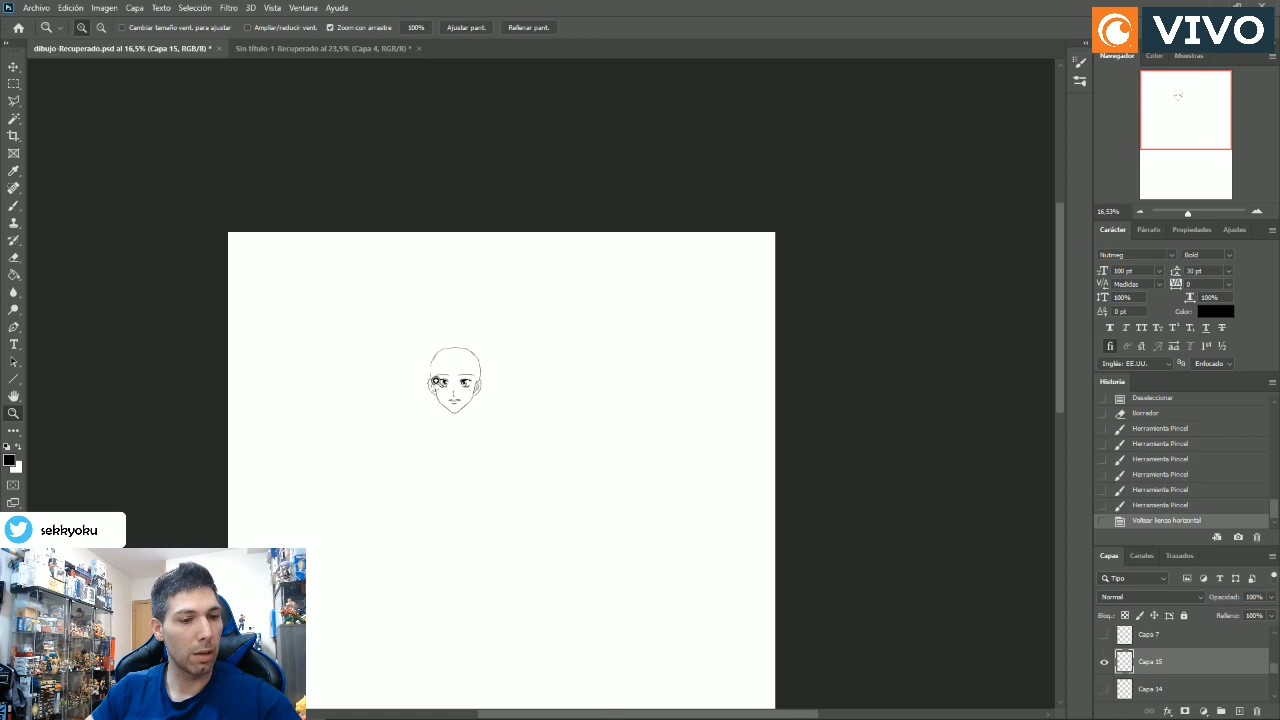 Archivo Edición Imagen Capa Texto Selección Filtro 3D Vista Ventana Ayuda
Cambiar tamaño vent. para ajustar Ampliar/reducir vent. Zoom con arrastre 100% Ajustar pant. Rellenar pant.
VIVO
dibujo-Recuperado.psd al 16,5% (Capa 15, RGB/8) * × Sin título-1-Recuperado al 23,5% (Capa 4, RGB/8) * ×
Navegador Color Muestras
16,53%
Carácter Párrafo Propiedades Ajustes
Nutmeg Bold
100 pt 30 pt
Medidas 0
100% 100%
0 pt Color:
Inglés: EE.UU. aa Enfocado
Historia
Deseleccionar
Borrador
Herramienta Pincel
Herramienta Pincel
Herramienta Pincel
Herramienta Pincel
Herramienta Pincel
Herramienta Pincel
Voltear lienzo horizontal
Capas Canales Trazados
Tipo
Normal Opacidad: 100%
Bloq.: Relleno: 100%
Capa 7
Capa 15
Capa 14
sekkyoku